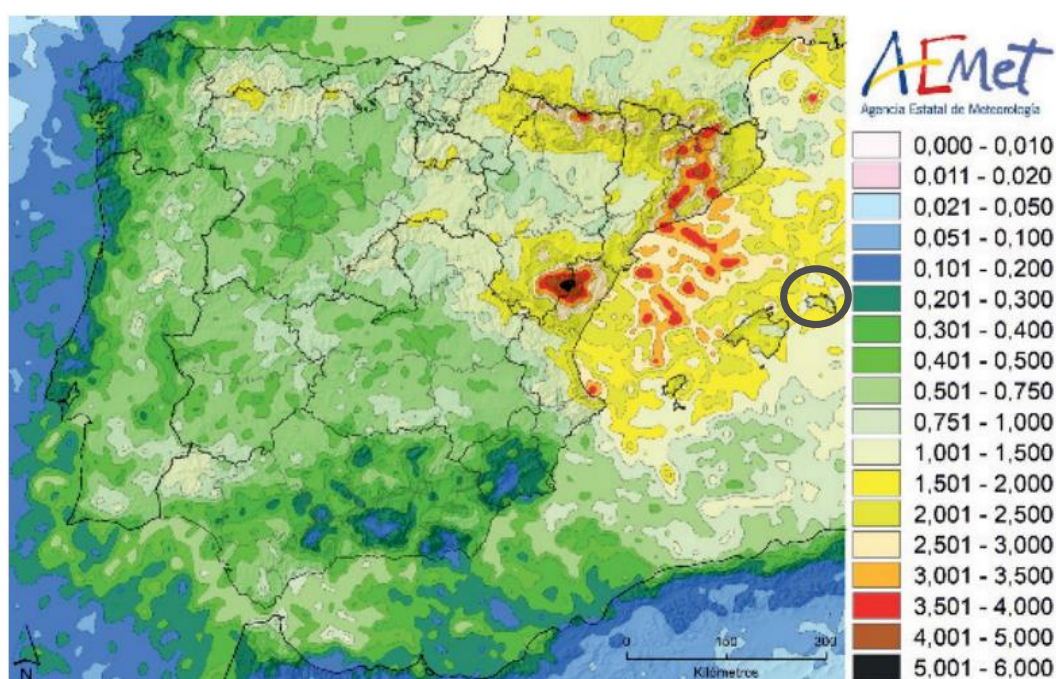 AEMet
Agencia Estatal de Meteorología
0,000 - 0,010
0,011 - 0,020
0,021 - 0,050
0,051 - 0,100
0,101 - 0,200
0,201 - 0,300
0,301 - 0,400
0,401 - 0,500
0,501 - 0,750
0,751 - 1,000
1,001 - 1,500
1,501 - 2,000
2,001 - 2,500
2,501 - 3,000
3,001 - 3,500
3,501 - 4,000
4,001 - 5,000
5,001 - 6,000
0 150 300
Kilómetros
N